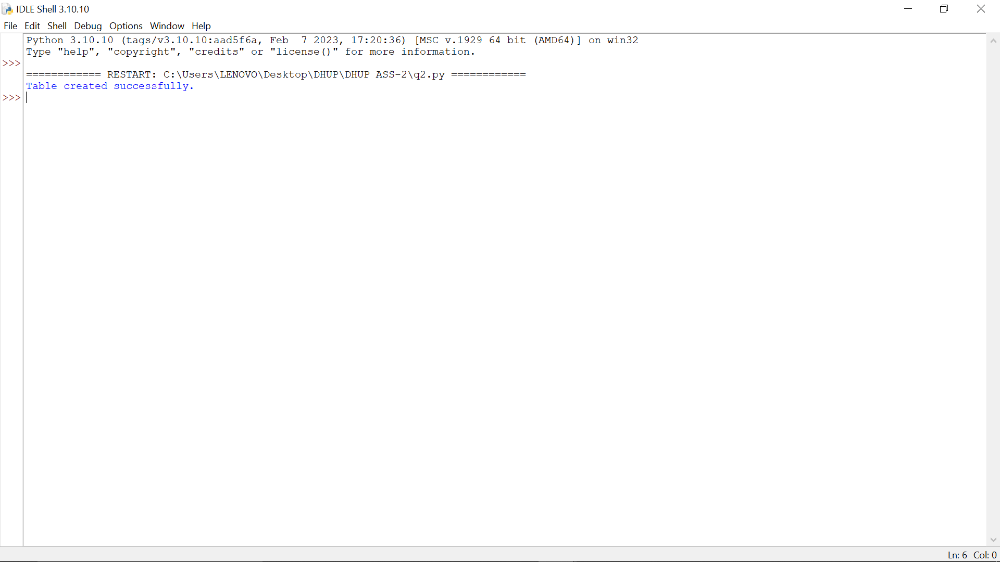 IDLE Shell 3.10.10
File Edit Shell Debug Options Window Help
Python 3.10.10 (tags/v3.10.10:aad5f6a, Feb  7 2023, 17:20:36) [MSC v.1929 64 bit (AMD64)] on win32
Type "help", "copyright", "credits" or "license()" for more information.
>>>
============ RESTART: C:\Users\LENOVO\Desktop\DHUP\DHUP ASS-2\q2.py ============
Table created successfully.
>>>
Ln: 6 Col: 0